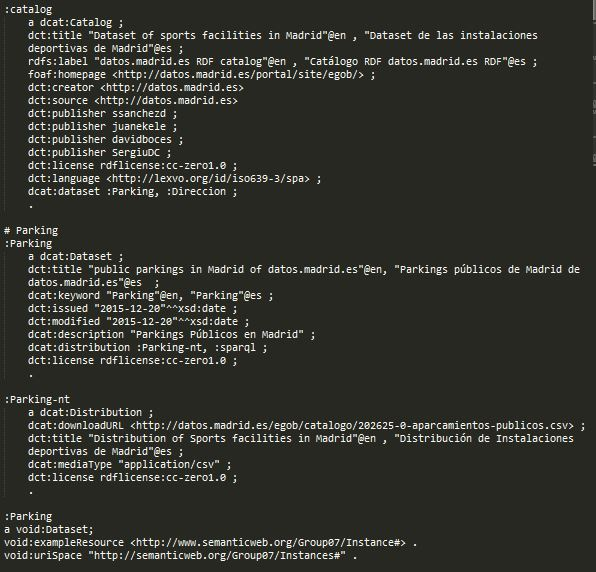 :catalog
a dcat:Catalog ;
dct:title "Dataset of sports facilities in Madrid"@en , "Dataset de las instalaciones
deportivas de Madrid"@es ;
rdfs:label "datos.madrid.es RDF catalog"@en , "Catálogo RDF datos.madrid.es RDF"@es ;
foaf:homepage <http://datos.madrid.es/portal/site/egob/> ;
dct:creator <http://datos.madrid.es>
dct:source <http://datos.madrid.es>
dct:publisher ssanchezd ;
dct:publisher juanekele ;
dct:publisher davidboces ;
dct:publisher SergiuDC ;
dct:license rdflicense:cc-zero1.0 ;
dct:language <http://lexvo.org/id/iso639-3/spa> ;
dcat:dataset :Parking, :Direccion ;
.
# Parking
:Parking
a dcat:Dataset ;
dct:title "public parkings in Madrid of datos.madrid.es"@en, "Parkings públicos de Madrid de
datos.madrid.es"@es  ;
dcat:keyword "Parking"@en, "Parking"@es ;
dct:issued "2015-12-20"^^xsd:date ;
dct:modified "2015-12-20"^^xsd:date ;
dcat:description "Parkings Públicos en Madrid" ;
dcat:distribution :Parking-nt, :sparql ;
dct:license rdflicense:cc-zero1.0 ;
.
:Parking-nt
a dcat:Distribution ;
dcat:downloadURL <http://datos.madrid.es/egob/catalogo/202625-0-aparcamientos-publicos.csv> ;
dct:title "Distribution of Sports facilities in Madrid"@en , "Distribución de Instalaciones
deportivas de Madrid"@es ;
dcat:mediaType "application/csv" ;
dct:license rdflicense:cc-zero1.0 ;
.
:Parking
a void:Dataset;
void:exampleResource <http://www.semanticweb.org/Group07/Instance#> .
void:uriSpace "http://semanticweb.org/Group07/Instances#" .